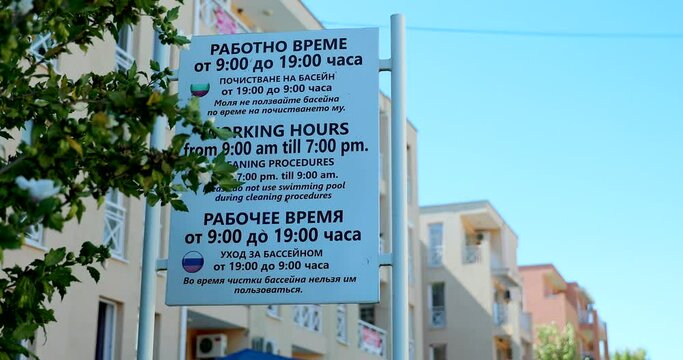 РАБОТНО ВРЕМЕ
от 9:00 до 19:00 часа
ПОЧИСТВАНЕ НА БАСЕЙН
от 19:00 до 9:00 часа
Моля не ползвайте басейна
по време на почистването му.
WORKING HOURS
from 9:00 am till 7:00 pm.
CLEANING PROCEDURES
7:00 pm. till 9:00 am.
do not use swimming pool
during cleaning procedures
РАБОЧЕЕ ВРЕМЯ
от 9:00 до 19:00 часа
УХОД ЗА БАССЕЙНОМ
от 19:00 до 9:00 часа
Во время чистки бассейна нельзя им
пользоваться.